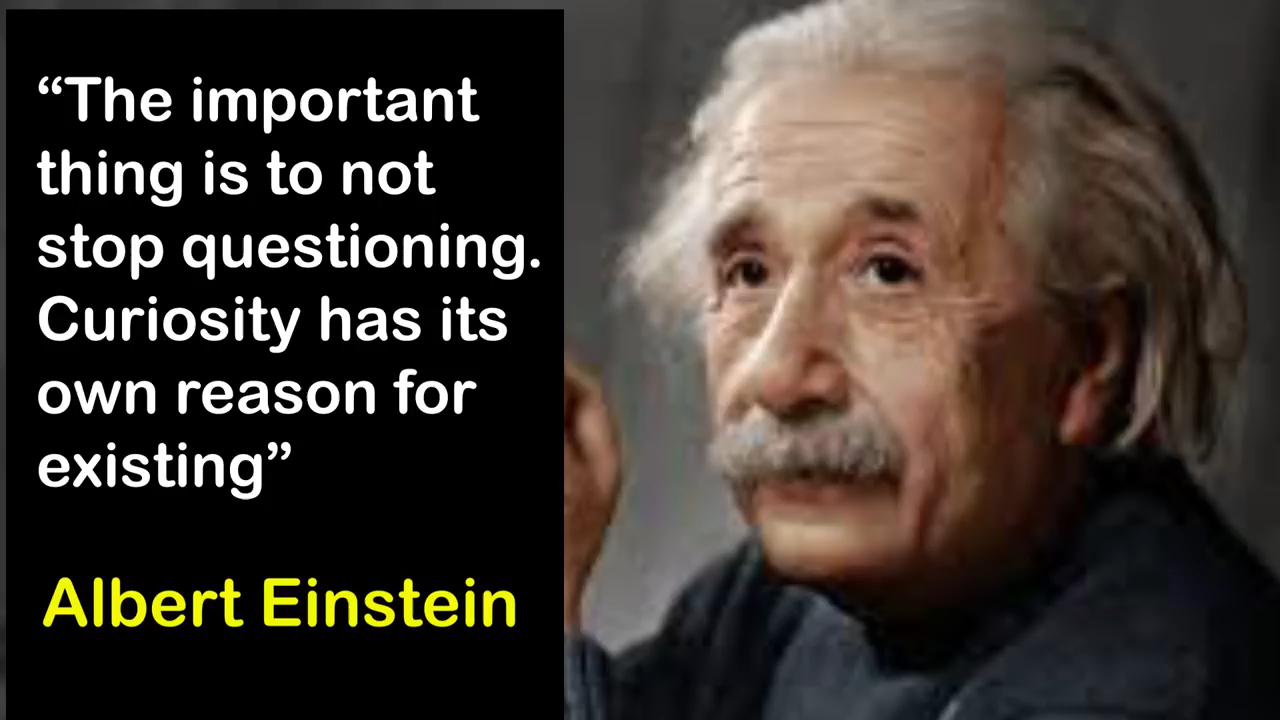 “The important
thing is to not
stop questioning.
Curiosity has its
own reason for
existing”
Albert Einstein